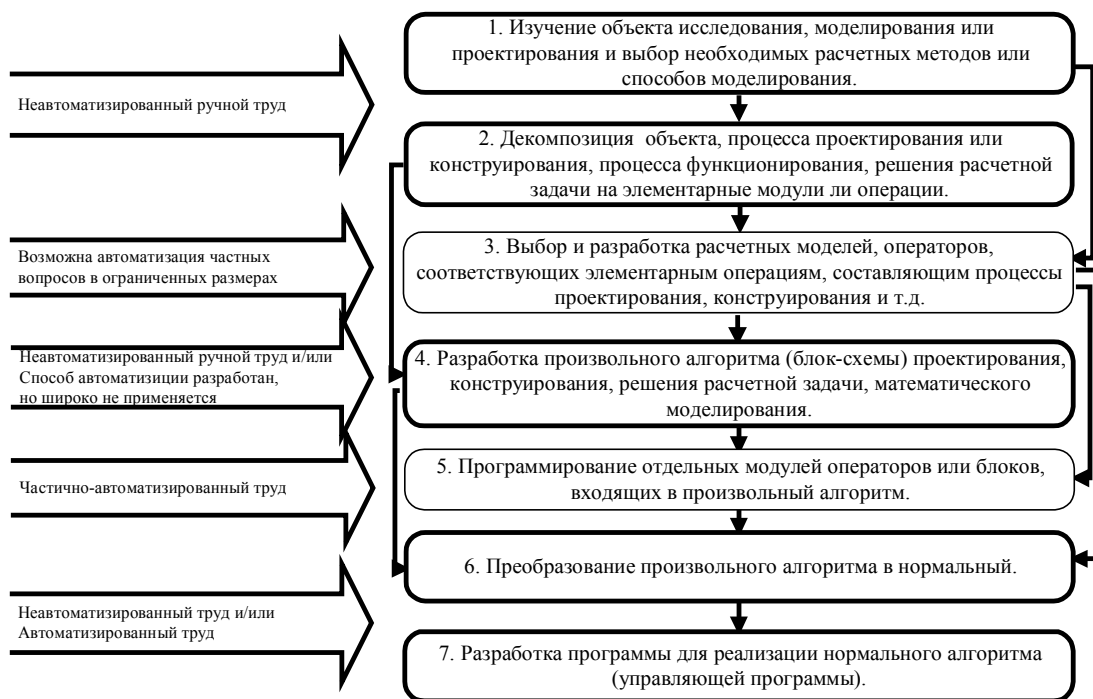 1. Изучение объекта исследования, моделирования или
проектирования и выбор необходимых расчетных методов или
способов моделирования.
Неавтоматизированный ручной труд
2. Декомпозиция объекта, процесса проектирования или
конструирования, процесса функционирования, решения расчетной
задачи на элементарные модули ли операции.
Возможна автоматизация частных
вопросов в ограниченных размерах
3. Выбор и разработка расчетных моделей, операторов,
соответствующих элементарным операциям, составляющим процессы
проектирования, конструирования и т.д.
Неавтоматизированный ручной труд и/или
Способ автоматизиции разработан,
но широко не применяется
4. Разработка произвольного алгоритма (блок-схемы) проектирования,
конструирования, решения расчетной задачи, математического
моделирования.
Частично-автоматизированный труд
5. Программирование отдельных модулей операторов или блоков,
входящих в произвольный алгоритм.
6. Преобразование произвольного алгоритма в нормальный.
Неавтоматизированный труд и/или
Автоматизированный труд
7. Разработка программы для реализации нормального алгоритма
(управляющей программы).